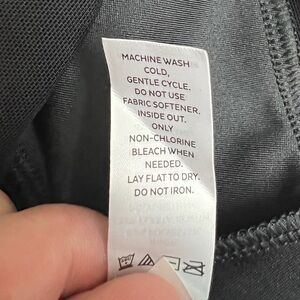 MACHINE WASH
COLD,
GENTLE CYCLE.
DO NOT USE
FABRIC SOFTENER.
INSIDE OUT.
ONLY
NON-CHLORINE
BLEACH WHEN
NEEDED.
LAY FLAT TO DRY.
DO NOT IRON.